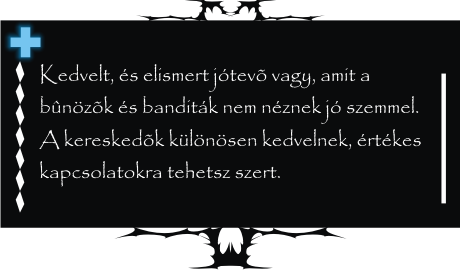 Kedvelt, és elismert jótevõ vagy, amit a
bûnözõk és banditák nem néznek jó szemmel.
A kereskedõk különösen kedvelnek, értékes
kapcsolatokra tehetsz szert.